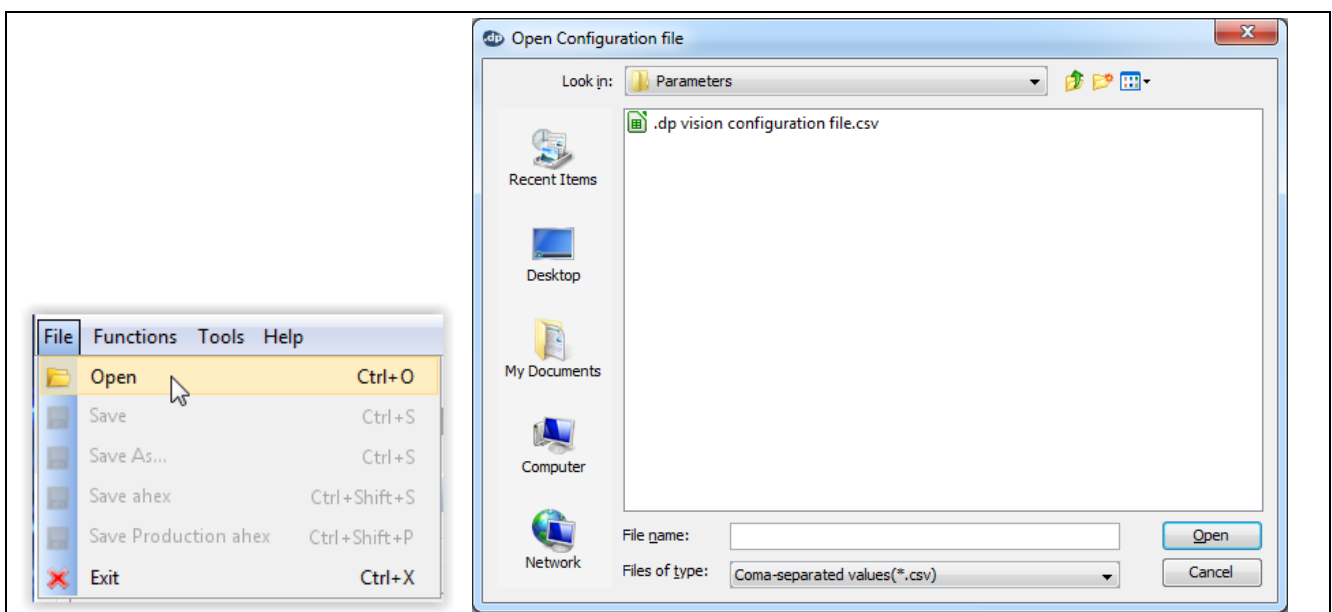 File Functions Tools Help
Open Ctrl+O
Save Ctrl+S
Save As... Ctrl+S
Save ahex Ctrl+Shift+S
Save Production ahex Ctrl+Shift+P
Exit Ctrl+X
.dp Open Configuration file
Look in: Parameters
.dp vision configuration file.csv
Recent Items
Desktop
My Documents
Computer
Network
File name: Open
Files of type: Coma-separated values(*.csv) Cancel